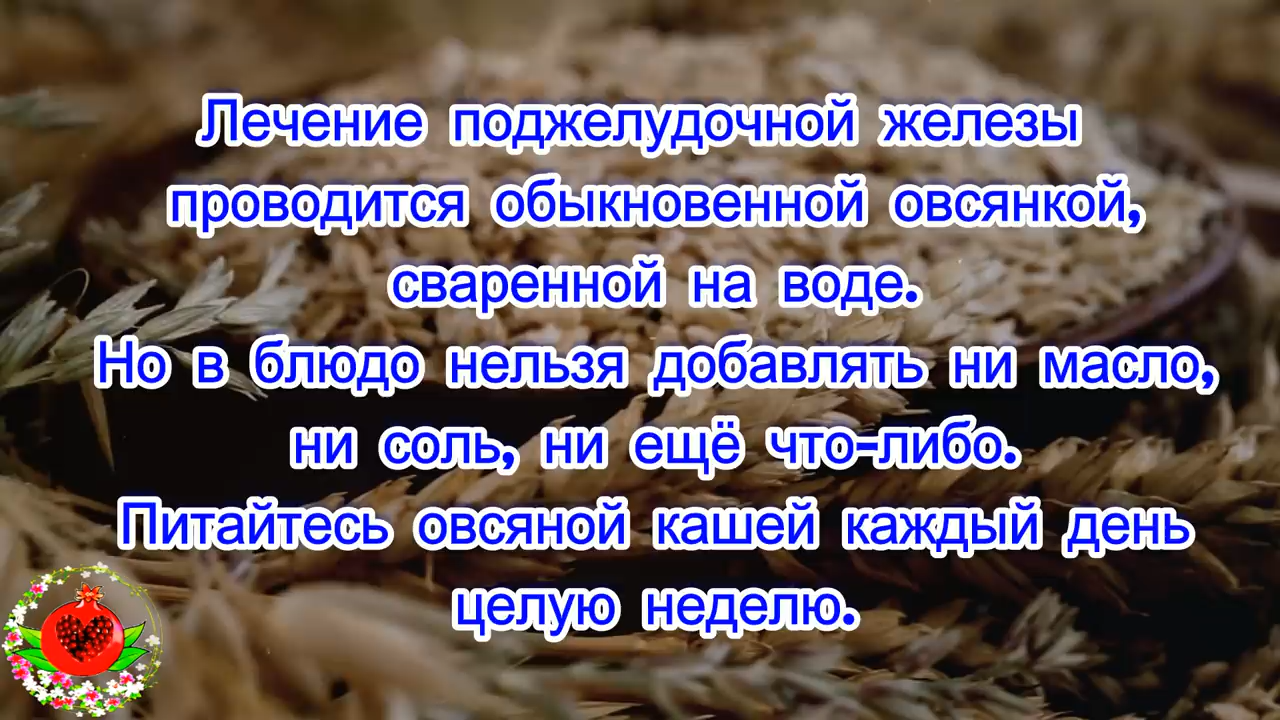 Лечение поджелудочной железы
проводится обыкновенной овсянкой,
сваренной на воде.
Но в блюдо нельзя добавлять ни масло,
ни соль, ни ещё что-либо.
Питайтесь овсяной кашей каждый день
целую неделю.